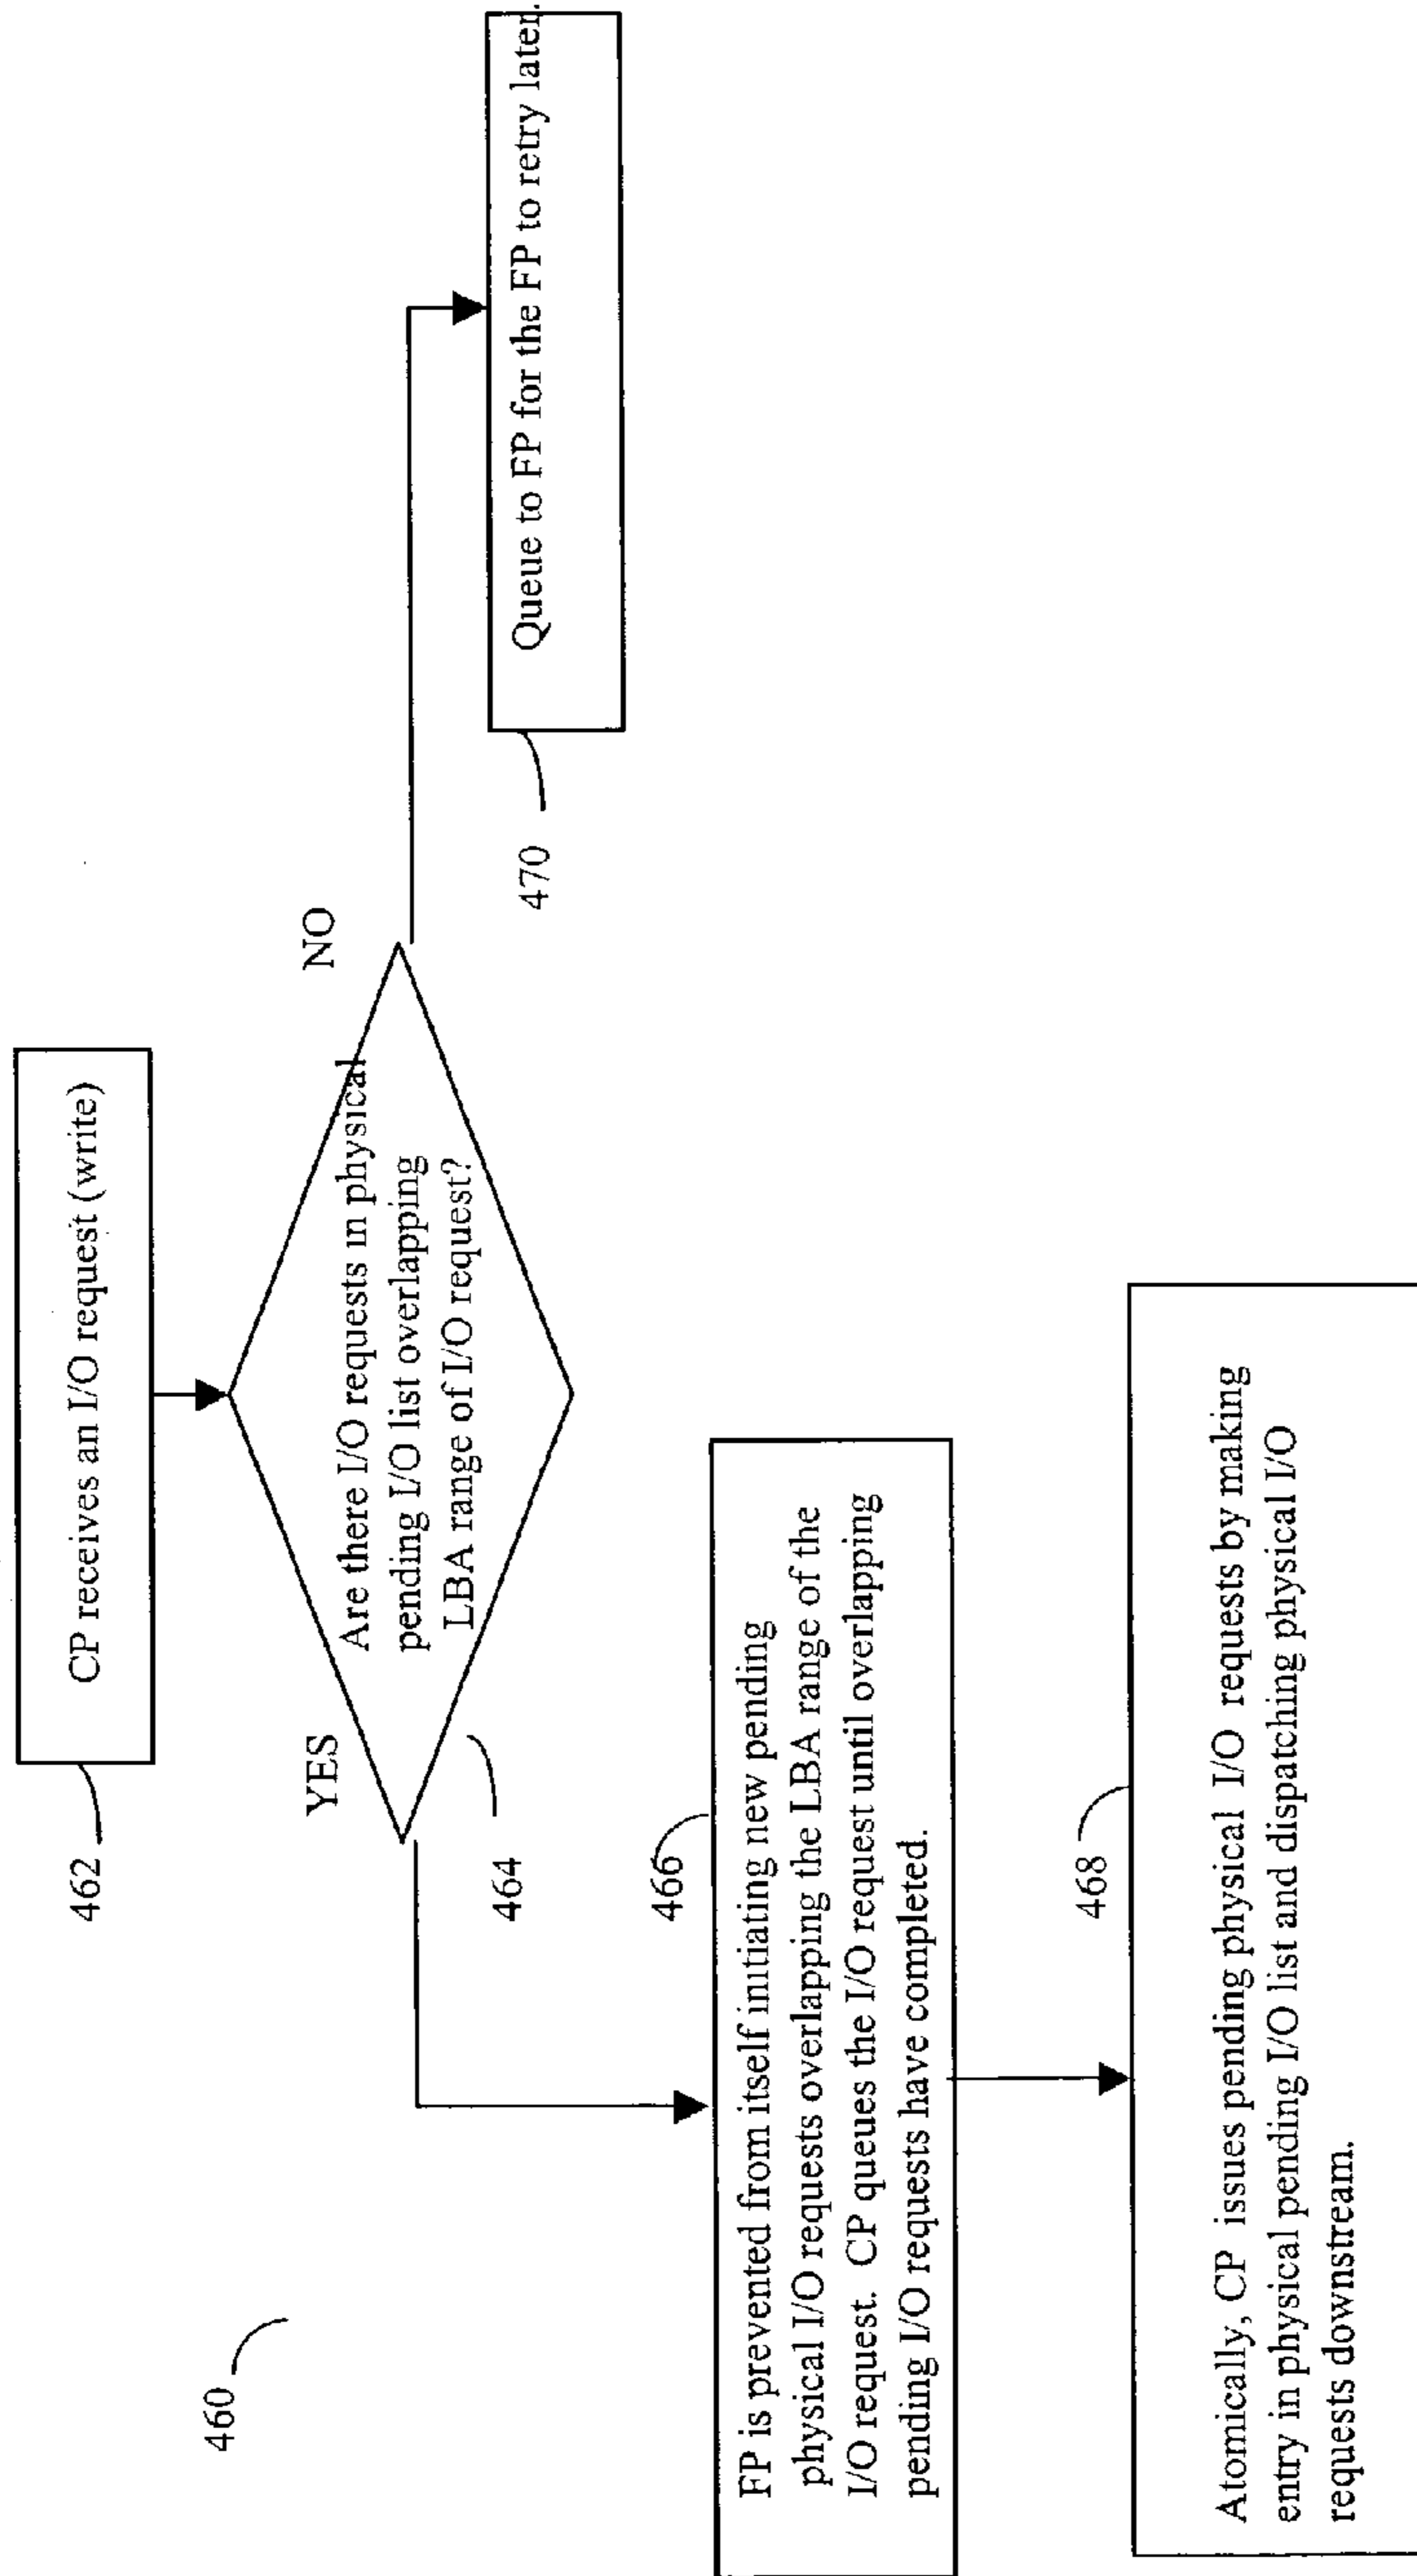 CP receives an I/O request (write)
462
Are there I/O requests in physical
pending I/O list overlapping
LBA range of I/O request?
YES
NO
464
Queue to FP for the FP to retry later.
470
466
FP is prevented from itself initiating new pending
physical I/O requests overlapping the LBA range of the
I/O request. CP queues the I/O request until overlapping
pending I/O requests have completed.
460
468
Atomically, CP issues pending physical I/O requests by making
entry in physical pending I/O list and dispatching physical I/O
requests downstream.